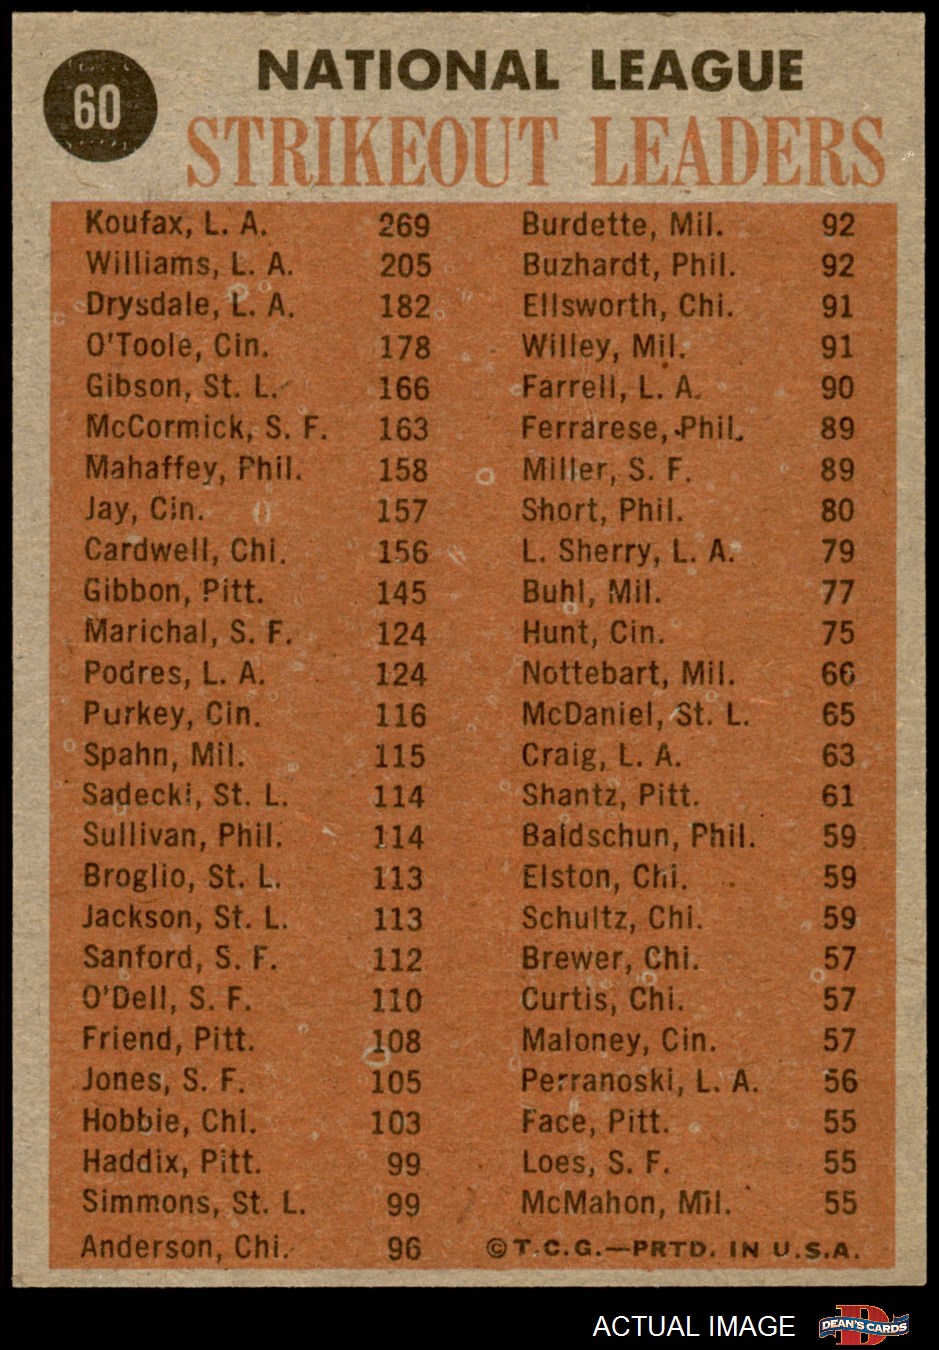 60
NATIONAL LEAGUE
STRIKEOUT LEADERS
Koufax, L. A. 269
Williams, L. A. 205
Drysdale, L. A. 182
O'Toole, Cin. 178
Gibson, St. L. 166
McCormick, S. F. 163
Mahaffey, Phil. 158
Jay, Cin. 157
Cardwell, Chi. 156
Gibbon, Pitt. 145
Marichal, S. F. 124
Podres, L. A. 124
Purkey, Cin. 116
Spahn, Mil. 115
Sadecki, St. L. 114
Sullivan, Phil. 114
Broglio, St. L. 113
Jackson, St. L. 113
Sanford, S. F. 112
O'Dell, S. F. 110
Friend, Pitt. 108
Jones, S. F. 105
Hobbie, Chi. 103
Haddix, Pitt. 99
Simmons, St. L. 99
Anderson, Chi. 96
Burdette, Mil. 92
Buzhardt, Phil. 92
Ellsworth, Chi. 91
Willey, Mil. 91
Farrell, L. A. 90
Ferrarese, Phil. 89
Miller, S. F. 89
Short, Phil. 80
L. Sherry, L. A. 79
Buhl, Mil. 77
Hunt, Cin. 75
Nottebart, Mil. 66
McDaniel, St. L. 65
Craig, L. A. 63
Shantz, Pitt. 61
Baldschun, Phil. 59
Elston, Chi. 59
Schultz, Chi. 59
Brewer, Chi. 57
Curtis, Chi. 57
Maloney, Cin. 57
Perranoski, L. A. 56
Face, Pitt. 55
Loes, S. F. 55
McMahon, Mil. 55
©T.C.G.—PRTD. IN U.S.A.
ACTUAL IMAGE
D
DEAN'S CARDS